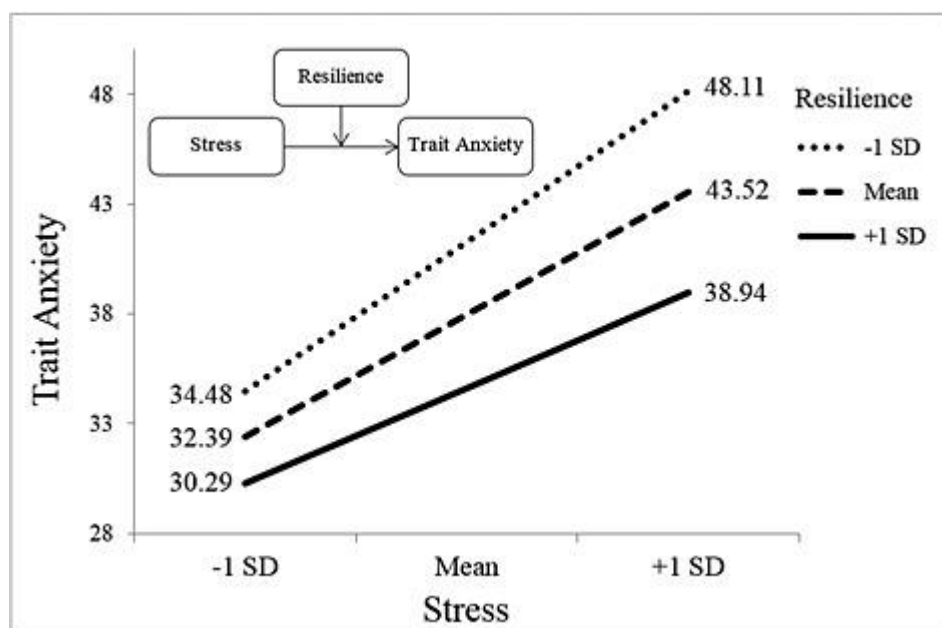 Resilience
Stress
Trait Anxiety
48
43
38
33
28
Trait Anxiety
48.11
43.52
38.94
34.48
32.39
30.29
Resilience
-1 SD
Mean
+1 SD
-1 SD
Mean
+1 SD
Stress